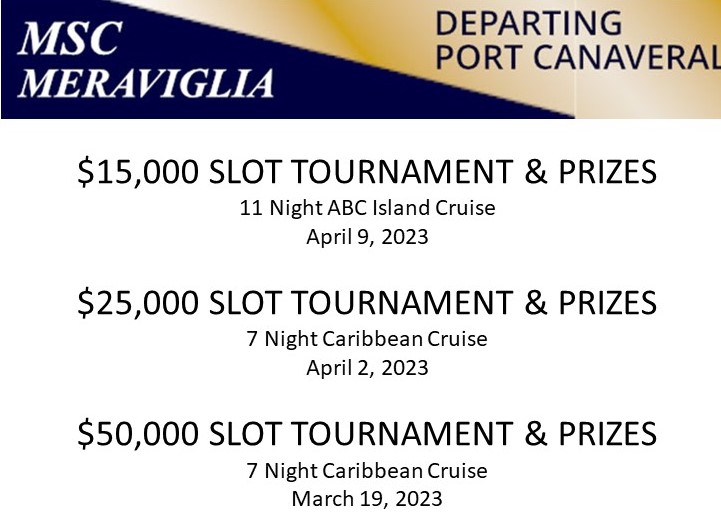 MSC
MERAVIGLIA
DEPARTING
PORT CANAVERAL
$15,000 SLOT TOURNAMENT & PRIZES
11 Night ABC Island Cruise
April 9, 2023
$25,000 SLOT TOURNAMENT & PRIZES
7 Night Caribbean Cruise
April 2, 2023
$50,000 SLOT TOURNAMENT & PRIZES
7 Night Caribbean Cruise
March 19, 2023